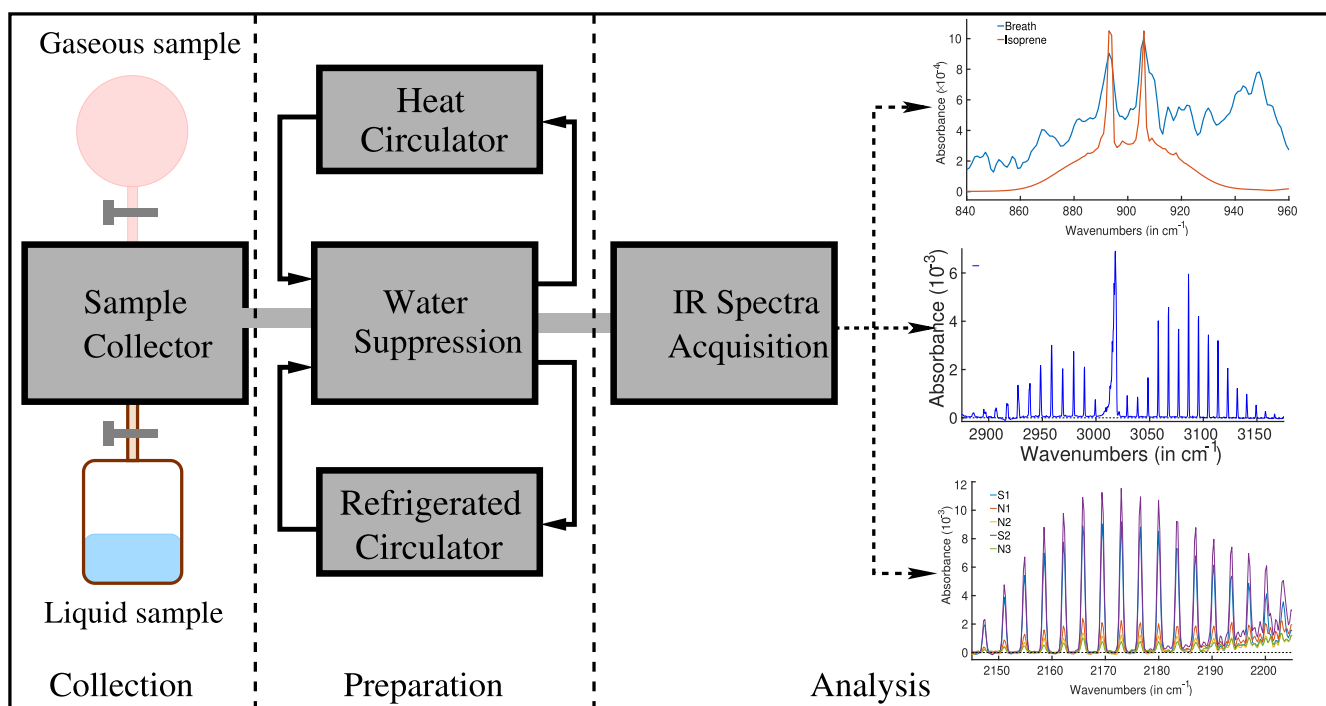 Gaseous sample
Sample
Collector
Liquid sample
Collection
Heat
Circulator
Water
Suppression
Refrigerated
Circulator
Preparation
IR Spectra
Acquisition
Analysis
Breath
Isoprene
Absorbance (×10⁻⁴)
10
8
6
4
2
0
840 860 880 900 920 940 960
Wavenumbers (in cm⁻¹)
Absorbance (10⁻³)
6
4
2
0
2900 2950 3000 3050 3100 3150
Wavenumbers (in cm⁻¹)
S1
N1
N2
S2
N3
Absorbance (10⁻³)
12
10
8
6
4
2
0
2150 2160 2170 2180 2190 2200
Wavenumbers (in cm⁻¹)